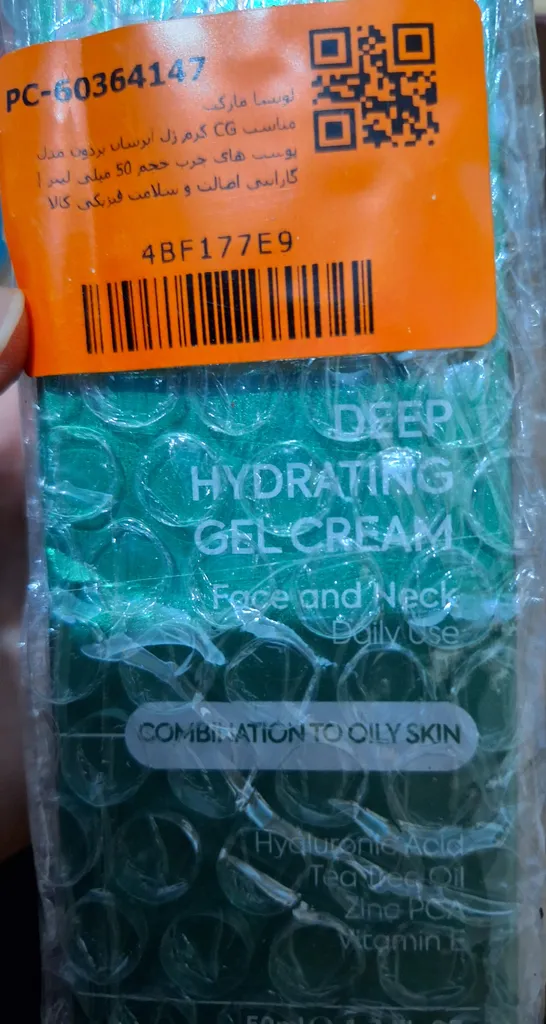 PC-60364147
لوبسا مارکت
کرم ژل آبرسان بردون مدل CG مناسب
پوست های چرب حجم 50 میلی لیتر |
گارانتی اصالت و سلامت فیزیکی کالا
4BF177E9
DEEP
HYDRATING
GEL CREAM
Face and Neck
Daily Use
COMBINATION TO OILY SKIN
Hyaluronic Acid
Tea Tree Oil
Zinc PCA
Vitamin E